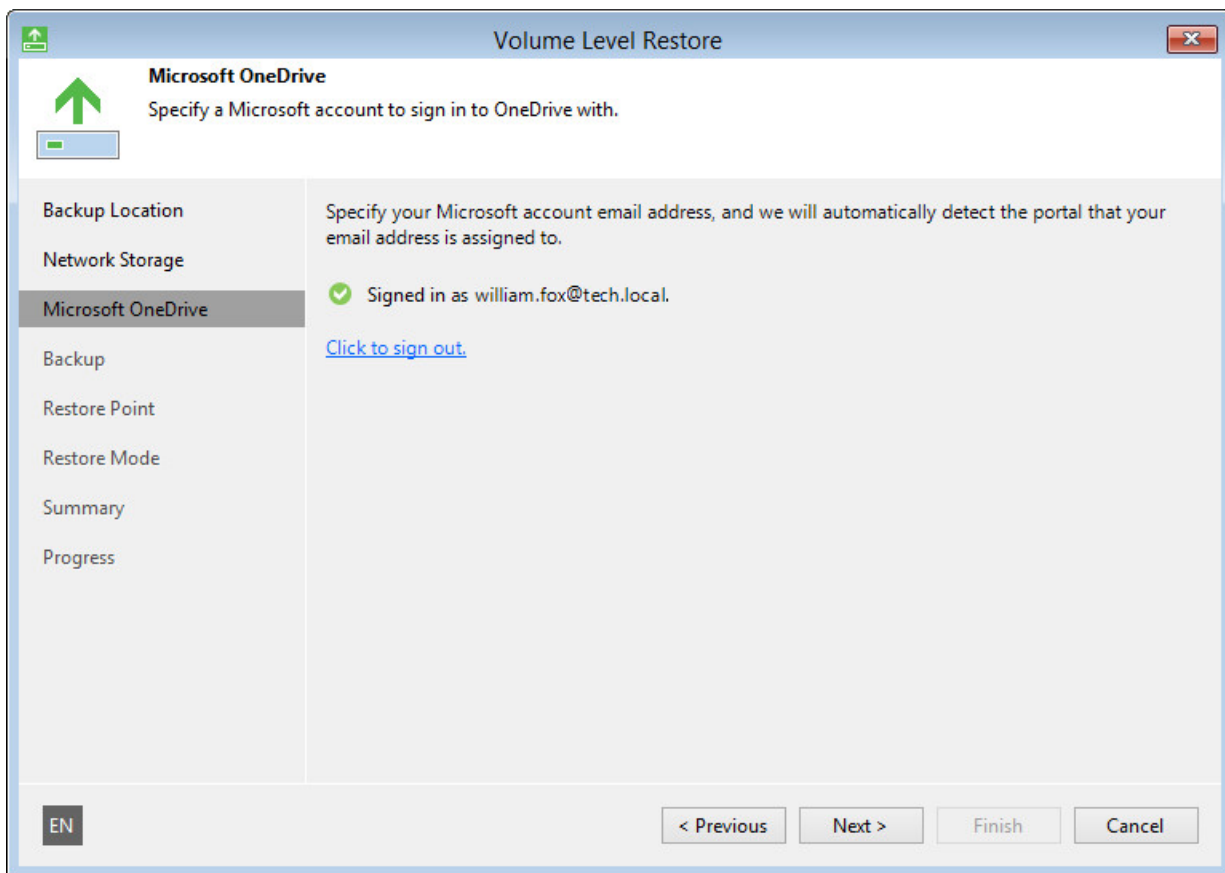 Volume Level Restore
Microsoft OneDrive
Specify a Microsoft account to sign in to OneDrive with.
Backup Location
Network Storage
Microsoft OneDrive
Backup
Restore Point
Restore Mode
Summary
Progress
Specify your Microsoft account email address, and we will automatically detect the portal that your
email address is assigned to.
Signed in as william.fox@tech.local.
Click to sign out.
EN
< Previous
Next >
Finish
Cancel